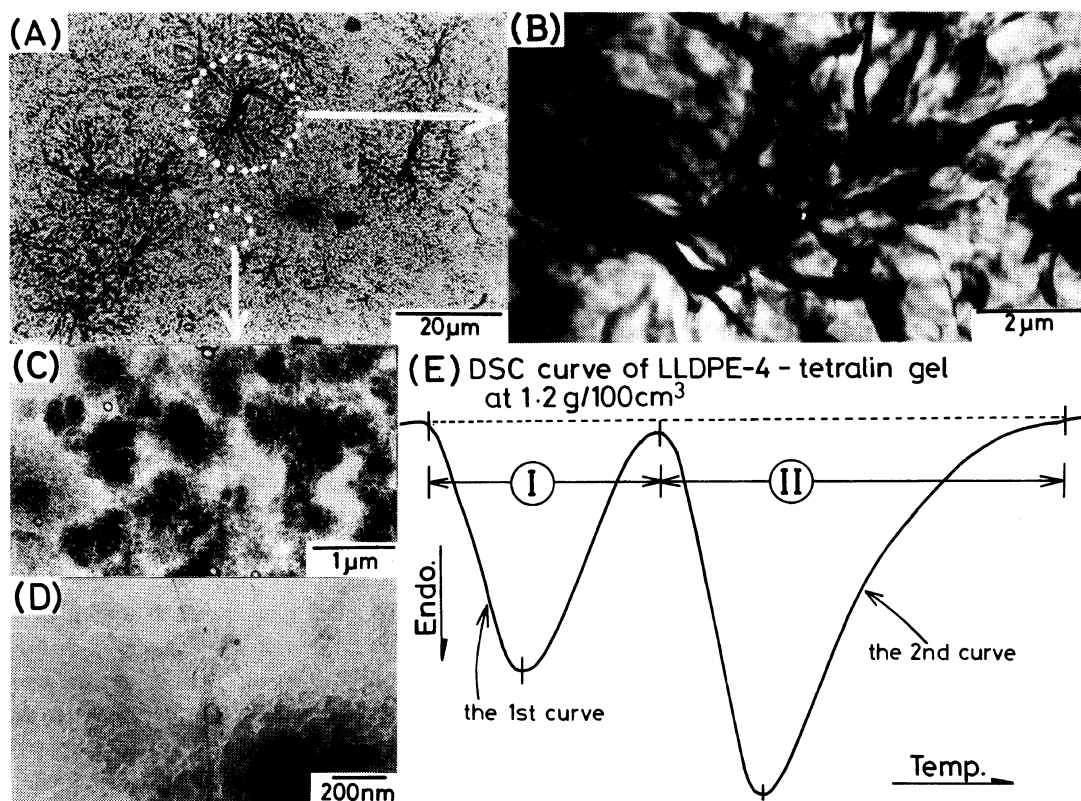 (A)
20μm
(B)
2μm
(C)
1μm
(D)
200nm
(E) DSC curve of LLDPE-4 - tetralin gel
at 1·2 g/100cm³
I
II
Endo.
the 1st curve
the 2nd curve
Temp.